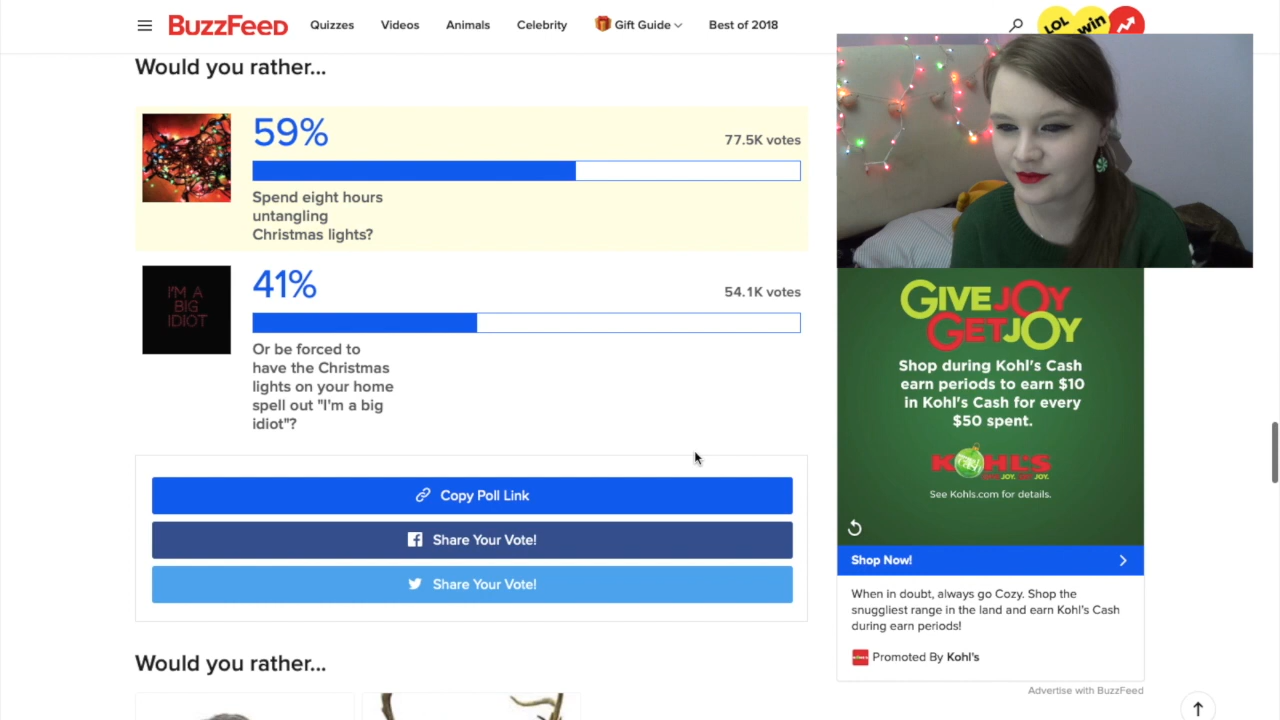 BuzzFeed Quizzes Videos Animals Celebrity Gift Guide Best of 2018 LOL win
Would you rather...
59%
77.5K votes
Spend eight hours
untangling
Christmas lights?
I'M A
BIG
IDIOT
41%
54.1K votes
Or be forced to
have the Christmas
lights on your home
spell out "I'm a big
idiot"?
Copy Poll Link
Share Your Vote!
Share Your Vote!
Would you rather...
GIVE JOY
GET JOY
Shop during Kohl's Cash
earn periods to earn $10
in Kohl's Cash for every
$50 spent.
KOHL'S
See Kohls.com for details.
Shop Now!
When in doubt, always go Cozy. Shop the
snuggliest range in the land and earn Kohl's Cash
during earn periods!
Promoted By Kohl's
Advertise with BuzzFeed